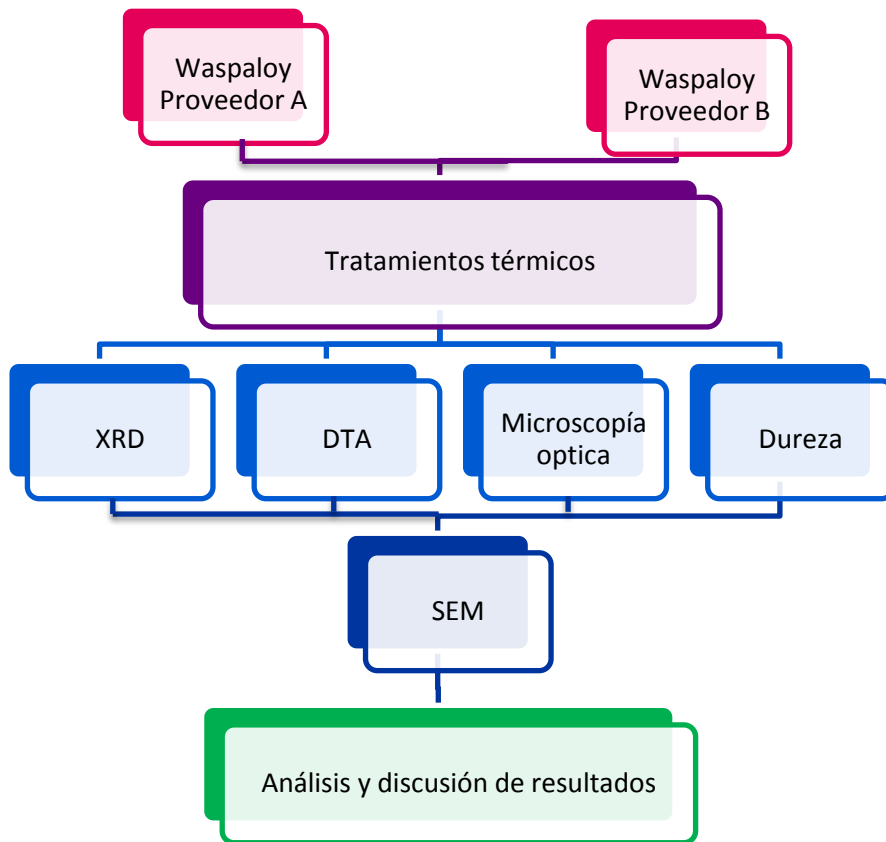 Waspaloy
Proveedor A
Waspaloy
Proveedor B
Tratamientos térmicos
XRD
DTA
Microscopía
optica
Dureza
SEM
Análisis y discusión de resultados